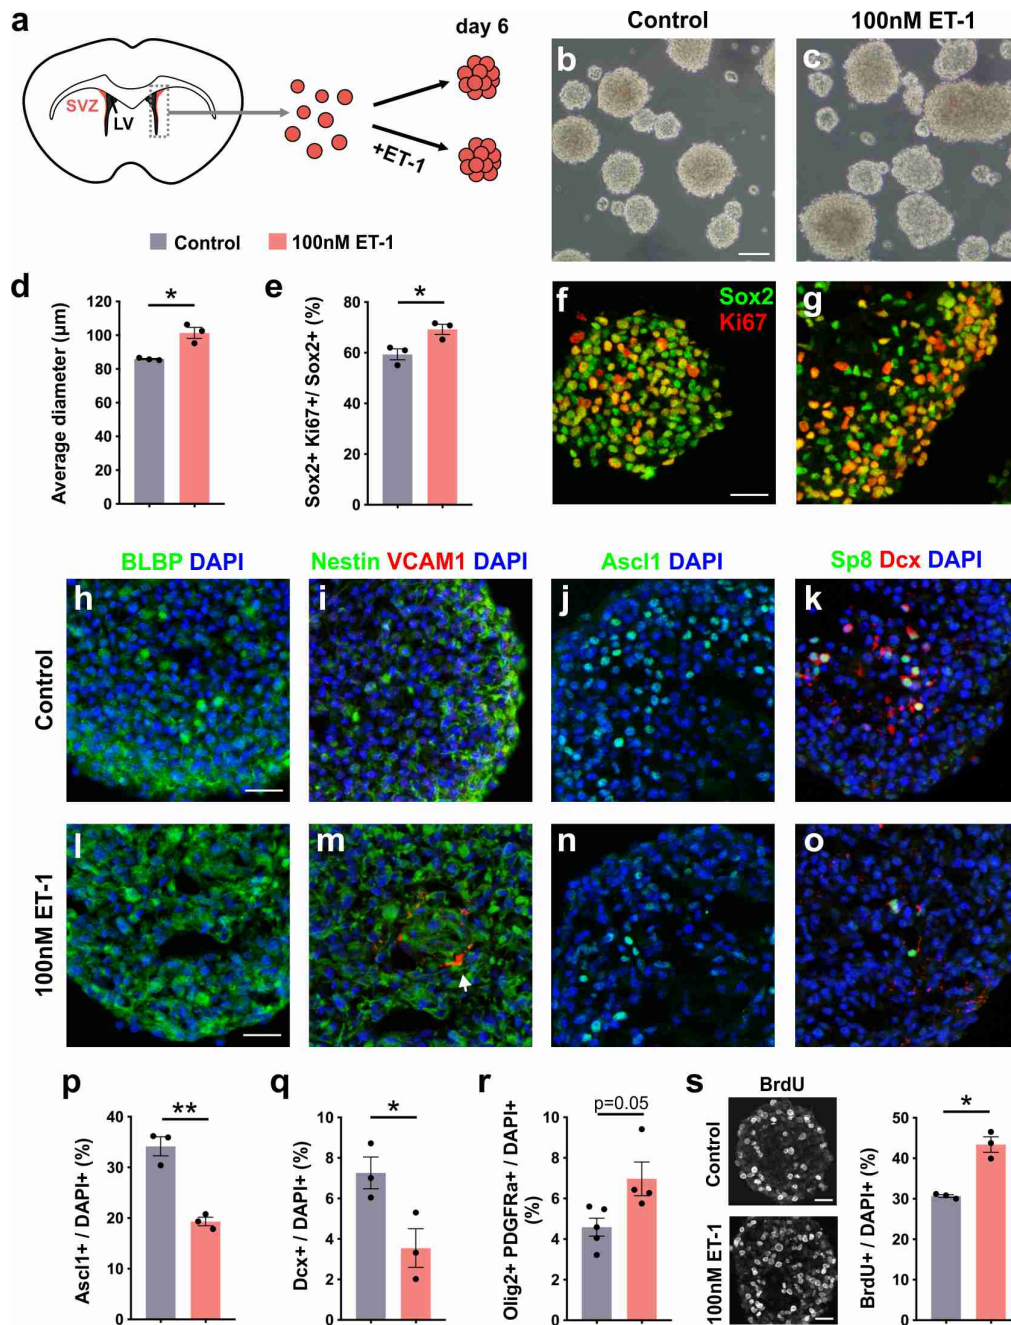 a
day 6
SVZ
LV
+ET-1
Control
100nM ET-1
Control
100nM ET-1
b
c
d
*
Average diameter (µm)
120
100
80
60
40
20
0
e
*
Sox2+ Ki67+/ Sox2+ (%)
80
60
40
20
0
f
Sox2
Ki67
g
BLBP DAPI
Nestin VCAM1 DAPI
Ascl1 DAPI
Sp8 Dcx DAPI
Control
h
i
j
k
100nM ET-1
l
m
n
o
p
**
Ascl1+ / DAPI+ (%)
40
30
20
10
0
q
*
Dcx+ / DAPI+ (%)
10
8
6
4
2
0
r
p=0.05
Olig2+ PDGFRa+ / DAPI+
(%)
10
8
6
4
2
0
s
BrdU
Control
100nM ET-1
*
BrdU+ / DAPI+ (%)
50
40
30
20
10
0